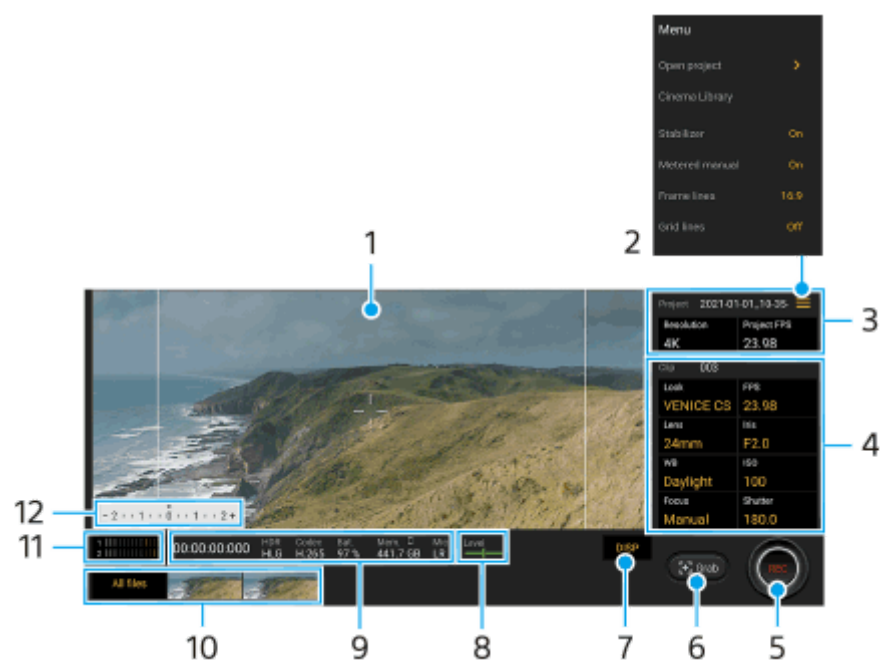 Menu
Open project >
Cinema Library
Stabilizer On
Metered manual On
Frame lines 16:9
Grid lines Off
1
2
Project 2021-01-01_10-35-
Resolution Project FPS
4K 23.98
3
Clip 003
Look FPS
VENICE CS 23.98
Lens Iris
24mm F2.0
WB ISO
Daylight 100
Focus Shutter
Manual 180.0
4
12
-2 · · 1 · · 0 · · 1 · · 2+
11
1
2
00:00:00:000
HDR Codec Bat. Mem. Mic
HLG H.265 97% 441.7 GB LR
Level
DISP
Grab
REC
All files
10
9
8
7
6
5